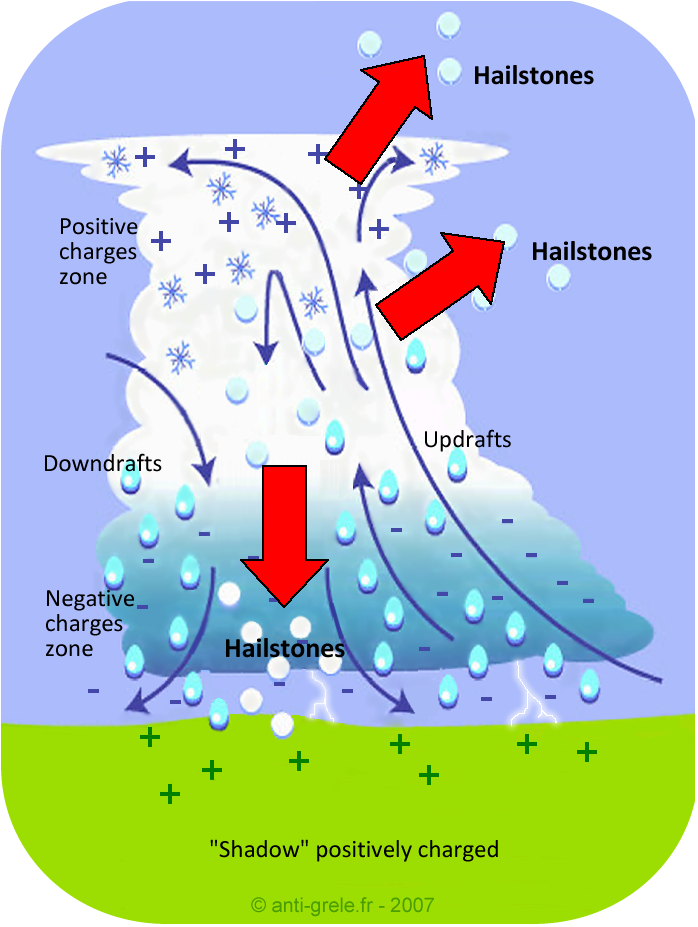 Hailstones
Hailstones
Positive
charges
zone
Updrafts
Downdrafts
Negative
charges
zone
Hailstones
"Shadow" positively charged
© anti-grele.fr - 2007